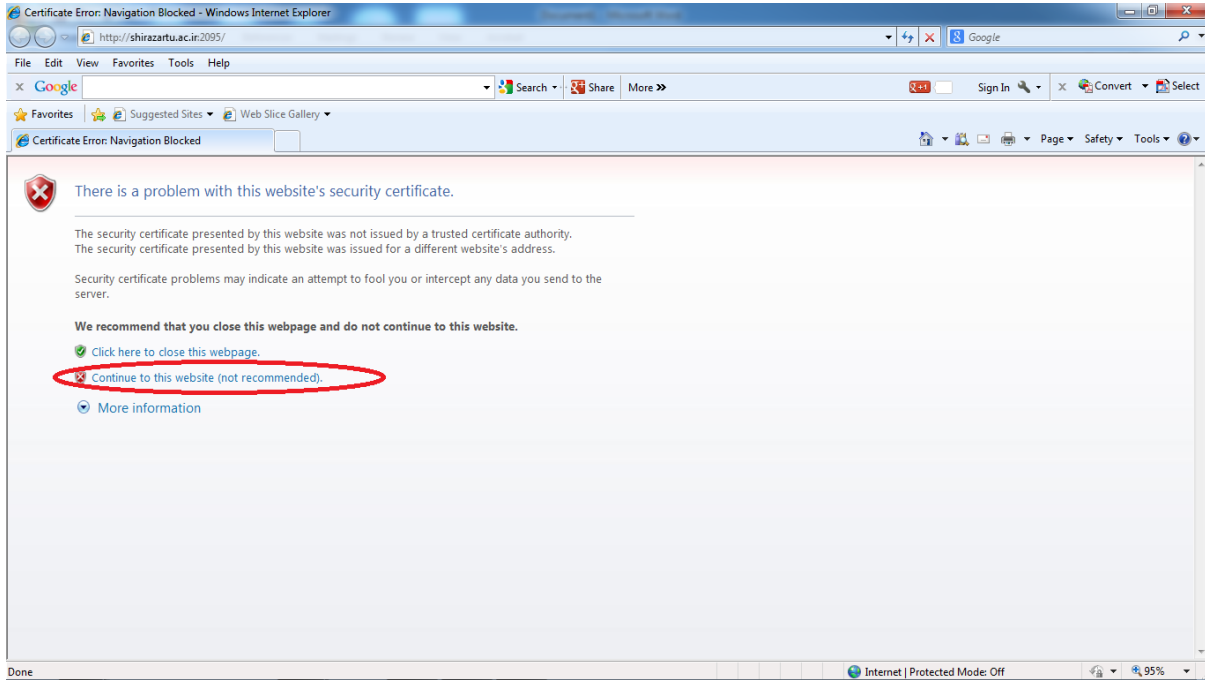 Certificate Error: Navigation Blocked - Windows Internet Explorer
http://shirazartu.ac.ir:2095/
Google
File Edit View Favorites Tools Help
x Google
Search Share More »
+1
Sign In
x Convert Select
Favorites Suggested Sites Web Slice Gallery
Certificate Error: Navigation Blocked
Page Safety Tools
There is a problem with this website's security certificate.
The security certificate presented by this website was not issued by a trusted certificate authority.
The security certificate presented by this website was issued for a different website's address.
Security certificate problems may indicate an attempt to fool you or intercept any data you send to the
server.
We recommend that you close this webpage and do not continue to this website.
Click here to close this webpage.
Continue to this website (not recommended).
More information
Done
Internet | Protected Mode: Off
95%